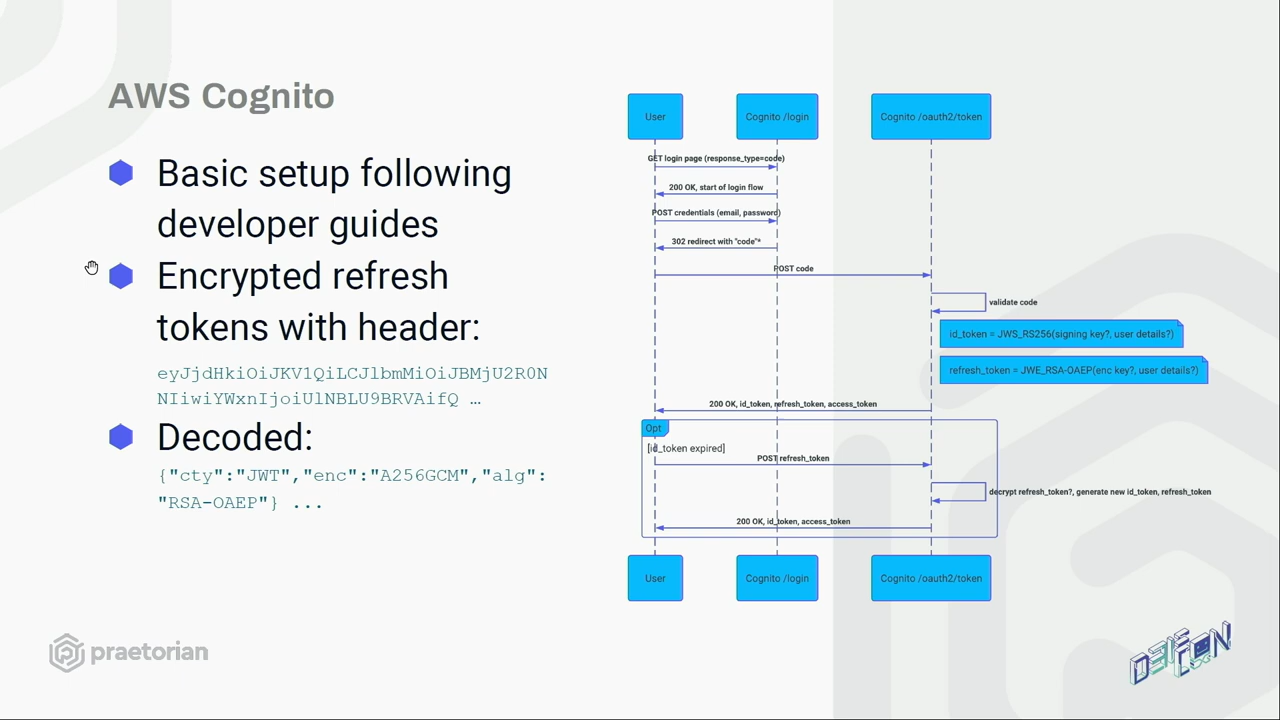 AWS Cognito
Basic setup following
developer guides
Encrypted refresh
tokens with header:
eyJjdHkiOiJKV1QiLCJlbmMiOiJBMjU2R0N
NIiwiYWxnIjoiUlNBLU9BRVAifQ …
Decoded:
{"cty":"JWT","enc":"A256GCM","alg":
"RSA-OAEP"} ...
User
Cognito /login
Cognito /oauth2/token
GET login page (response_type=code)
200 OK, start of login flow
POST credentials (email, password)
302 redirect with "code"*
POST code
validate code
id_token = JWS_RS256(signing key?, user details?)
refresh_token = JWE_RSA-OAEP(enc key?, user details?)
200 OK, id_token, refresh_token, access_token
Opt
[id_token expired]
POST refresh_token
decrypt refresh_token?, generate new id_token, refresh_token
200 OK, id_token, access_token
User
Cognito /login
Cognito /oauth2/token
praetorian
DEFCON